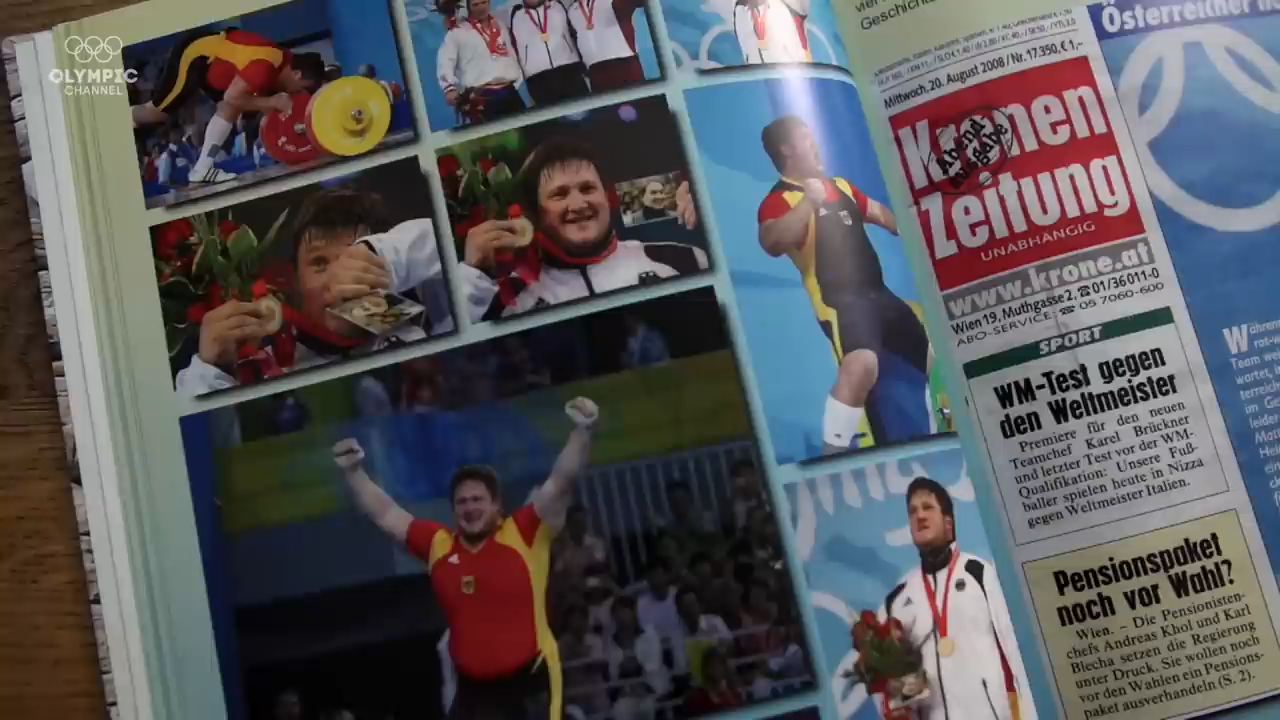 OLYMPIC
CHANNEL
Geschichte
Österreicher
Mittwoch, 20. August 2008 / Nr. 17.350, € 1,-
Kronen
Abend
ausgabe
Zeitung
UNABHÄNGIG
www.krone.at
Wien 19, Muthgasse 2, ☎ 01/36011-0
ABO-SERVICE: ☎ 05 7060-600
SPORT
WM-Test gegen
den Weltmeister
Premiere für den neuen
Teamchef Karel Brückner
und letzter Test vor der WM-
Qualifikation: Unsere Fuß-
baller spielen heute in Nizza
gegen Weltmeister Italien.
Pensionspaket
noch vor Wahl?
Wien. – Die Pensionisten-
chefs Andreas Khol und Karl
Blecha setzen die Regierung
unter Druck. Sie wollen noch
vor den Wahlen ein Pensions-
paket ausverhandeln (S. 2).